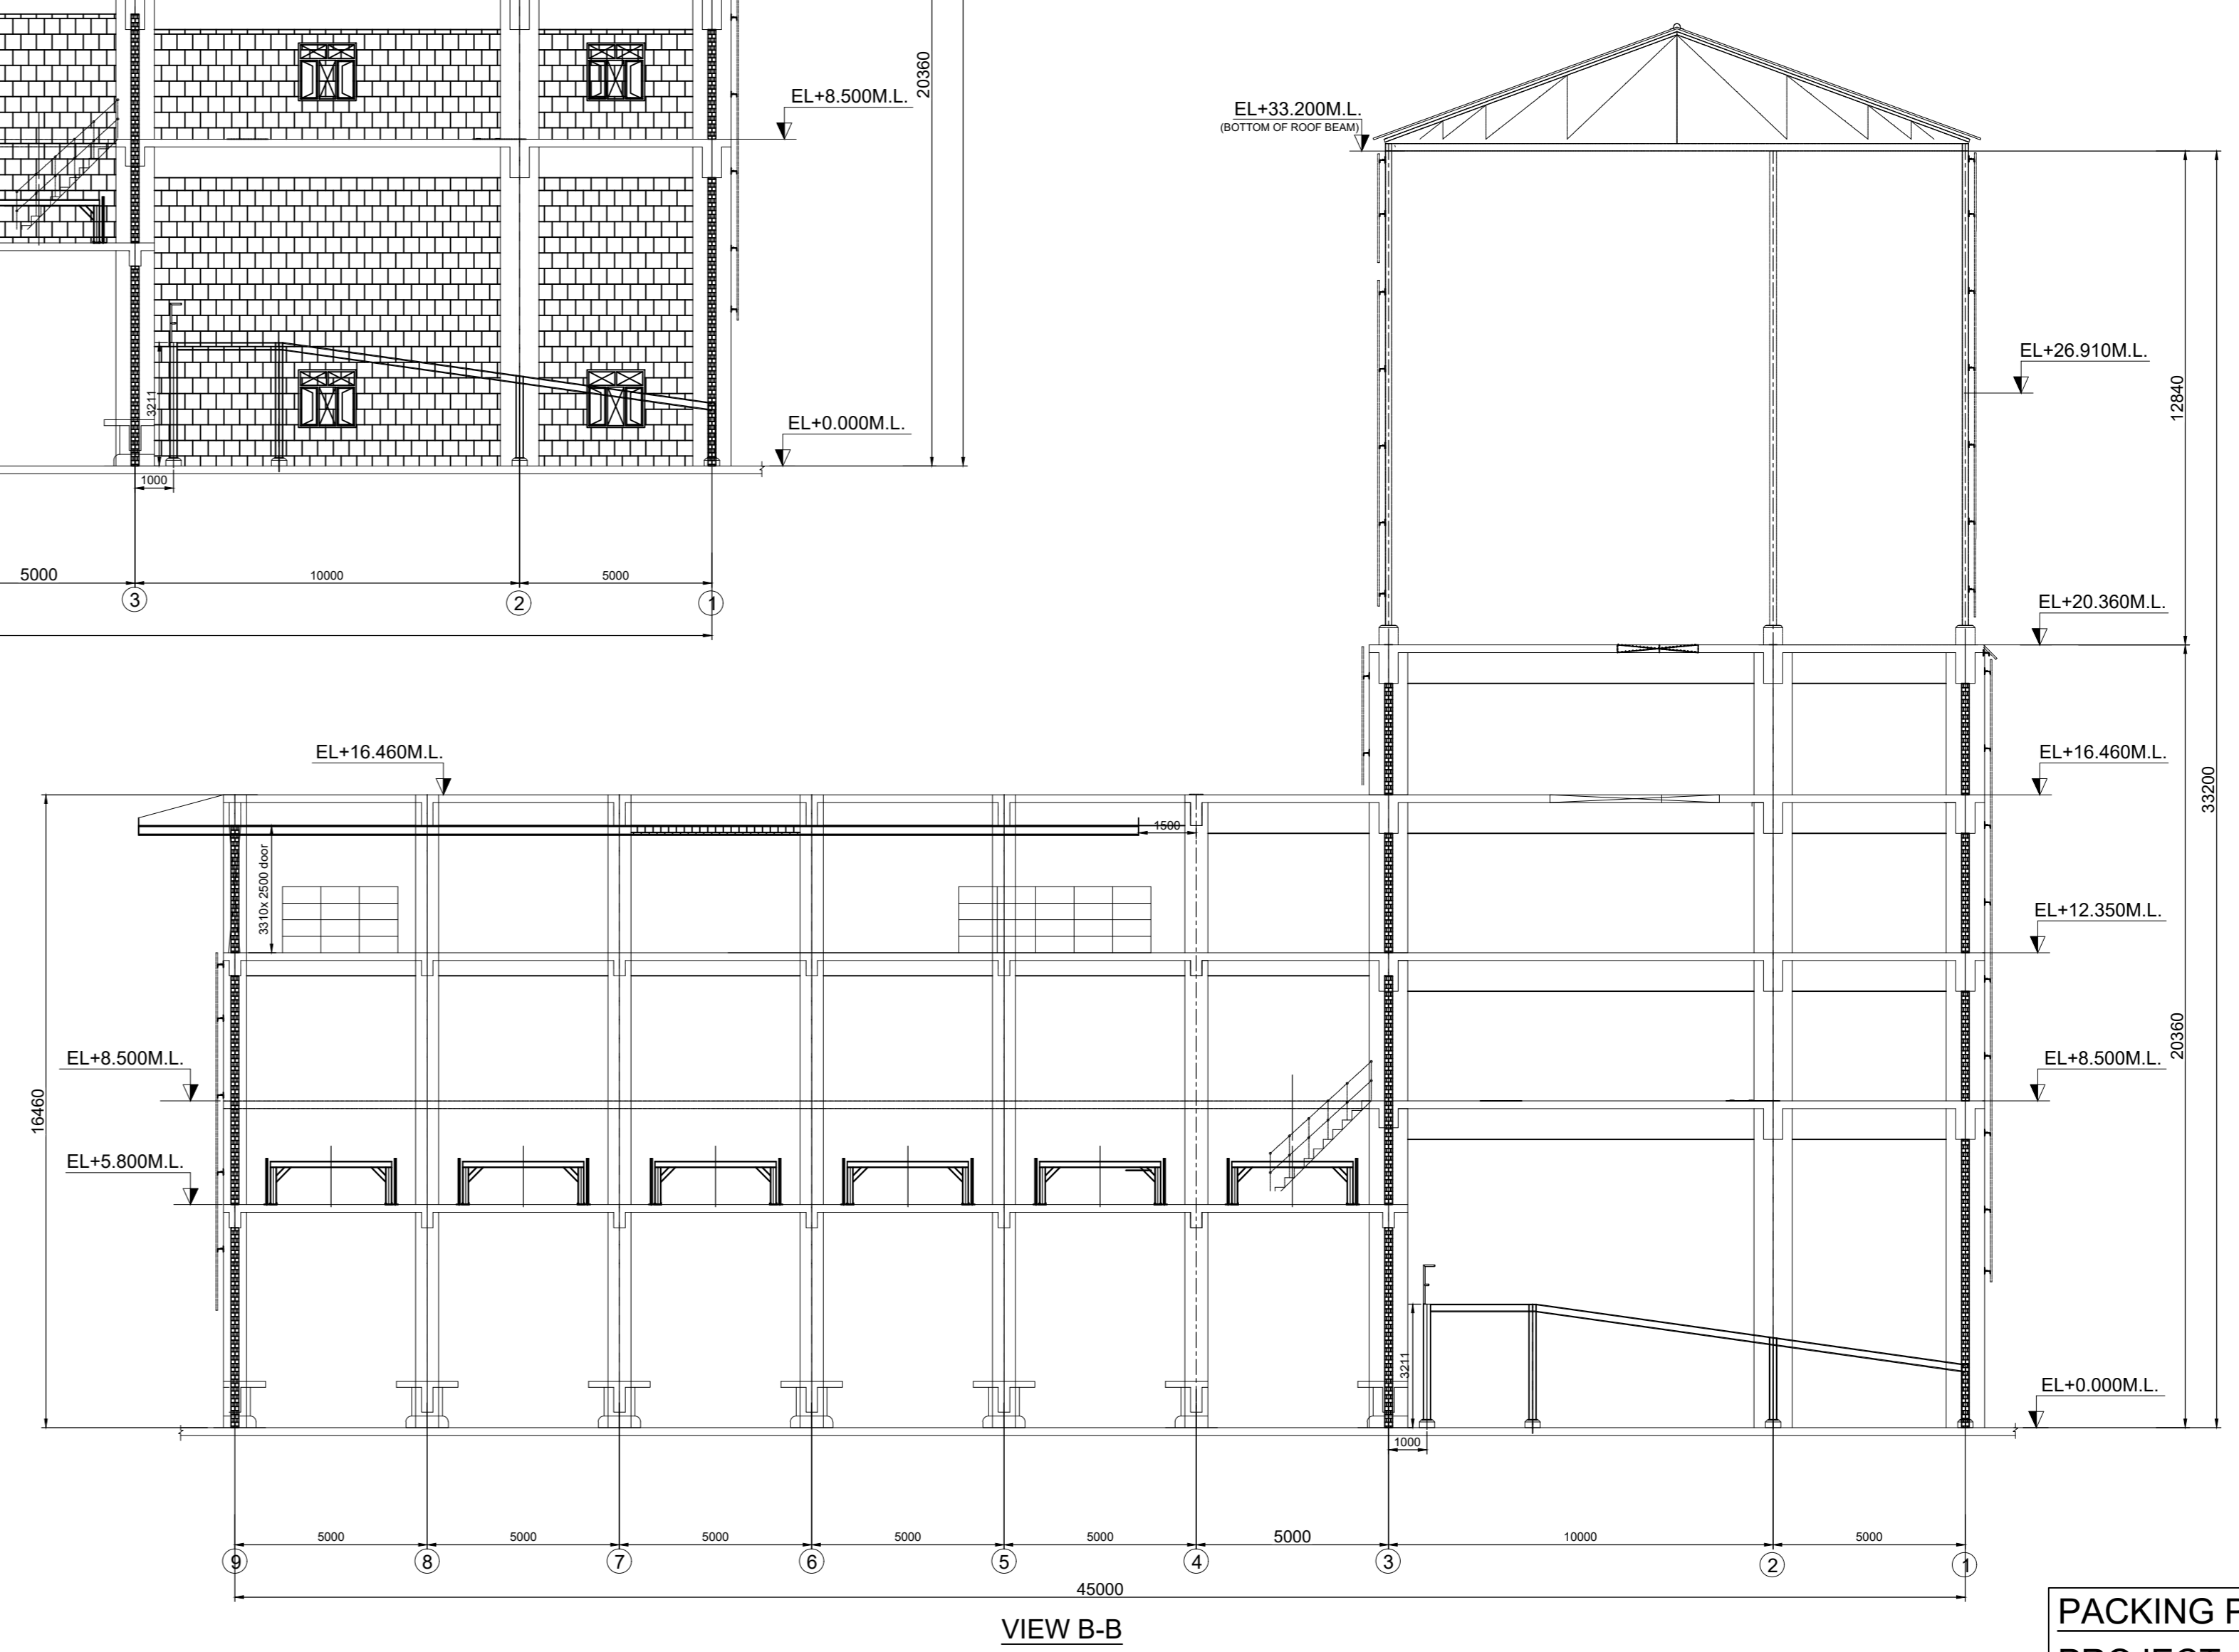 EL+8.500M.L.
20360
3211
EL+0.000M.L.
1000
5000
10000
5000
3
2
1
EL+33.200M.L.
(BOTTOM OF ROOF BEAM)
EL+26.910M.L.
12840
EL+20.360M.L.
EL+16.460M.L.
EL+16.460M.L.
33200
1500
3310x 2500 door
EL+12.350M.L.
20360
EL+8.500M.L.
EL+8.500M.L.
16460
EL+5.800M.L.
3211
EL+0.000M.L.
1000
5000
5000
5000
5000
5000
5000
10000
5000
9
8
7
6
5
4
3
2
1
45000
VIEW B-B
PACKING